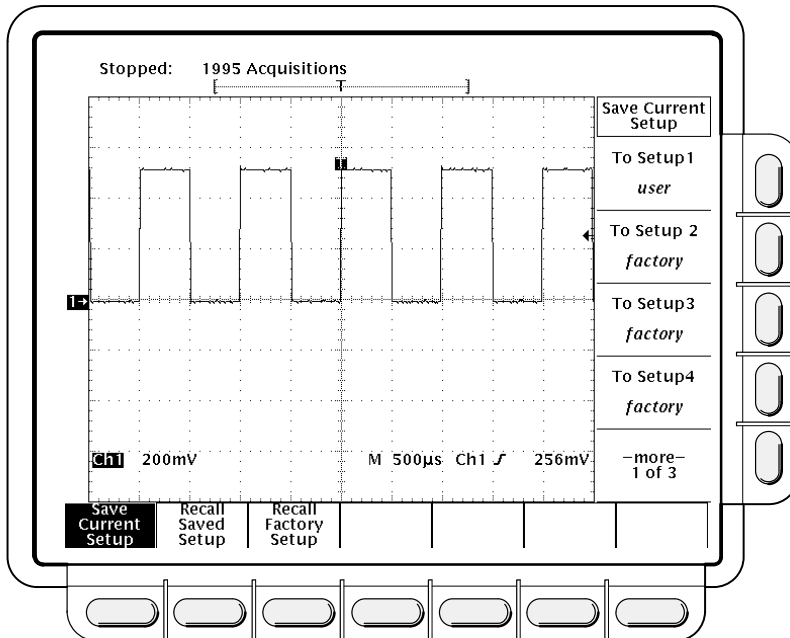 Stopped: 1995 Acquisitions
T
Save Current
Setup
To Setup1
user
To Setup 2
factory
To Setup3
factory
To Setup4
factory
–more–
1 of 3
1
Ch1 200mV M 500µs Ch1 256mV
Save
Current
Setup
Recall
Saved
Setup
Recall
Factory
Setup